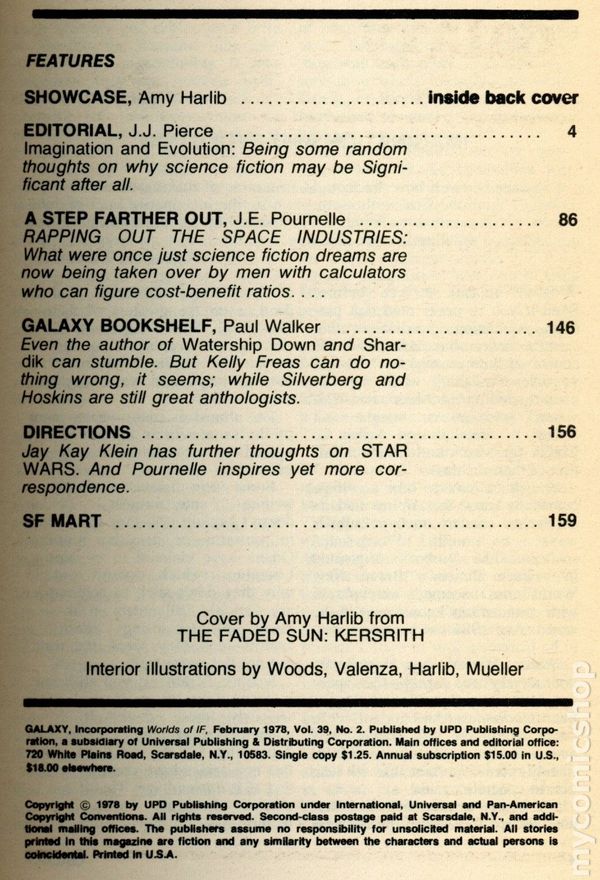 FEATURES
SHOWCASE, Amy Harlib ..................... inside back cover
EDITORIAL, J.J. Pierce ..................................... 4
Imagination and Evolution: Being some random
thoughts on why science fiction may be Signi-
ficant after all.
A STEP FARTHER OUT, J.E. Pournelle ..................... 86
RAPPING OUT THE SPACE INDUSTRIES:
What were once just science fiction dreams are
now being taken over by men with calculators
who can figure cost-benefit ratios. . . .
GALAXY BOOKSHELF, Paul Walker ....................... 146
Even the author of Watership Down and Shar-
dik can stumble. But Kelly Freas can do no-
thing wrong, it seems; while Silverberg and
Hoskins are still great anthologists.
DIRECTIONS ............................................. 156
Jay Kay Klein has further thoughts on STAR
WARS. And Pournelle inspires yet more cor-
respondence.
SF MART ................................................ 159
Cover by Amy Harlib from
THE FADED SUN: KERSRITH
Interior illustrations by Woods, Valenza, Harlib, Mueller
GALAXY, Incorporating Worlds of IF, February 1978, Vol. 39, No. 2. Published by UPD Publishing Corpo-
ration, a subsidiary of Universal Publishing & Distributing Corporation. Main offices and editorial office:
720 White Plains Road, Scarsdale, N.Y., 10583. Single copy $1.25. Annual subscription $15.00 in U.S.,
$18.00 elsewhere.
Copyright © 1978 by UPD Publishing Corporation under International, Universal and Pan-American
Copyright Conventions. All rights reserved. Second-class postage paid at Scarsdale, N.Y., and addi-
tional mailing offices. The publishers assume no responsibility for unsolicited material. All stories
printed in this magazine are fiction and any similarity between the characters and actual persons is
coincidental. Printed in U.S.A.
mycomicshop